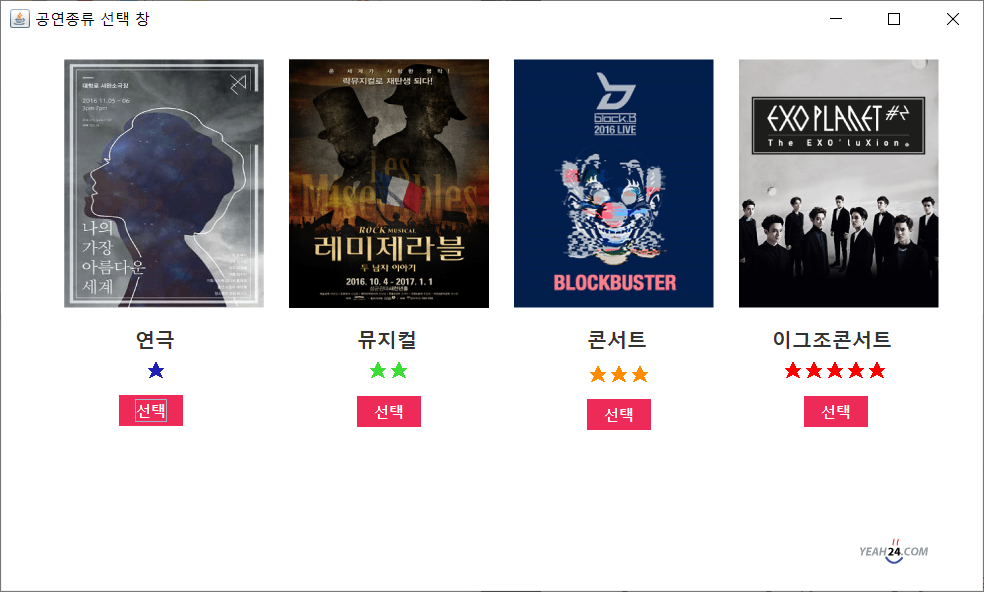 공연종류 선택 창
대학로 세만소극장
2016.11.05 - 06
3pm 7pm
나의
가장
아름다운
세계
온 세계가 사랑한 명작!
락뮤지컬로 재탄생 되다!
Les
Misérables
ROCK MUSICAL
레미제라블
두 남자 이야기
2016. 10. 4 - 2017. 1. 1
block.B
2016 LIVE
BLOCKBUSTER
EXO PLANET #2
The EXO'luXion.
연극
뮤지컬
콘서트
이그조콘서트
★
★★
★★★
★★★★★
선택
선택
선택
선택
YEAH24.COM